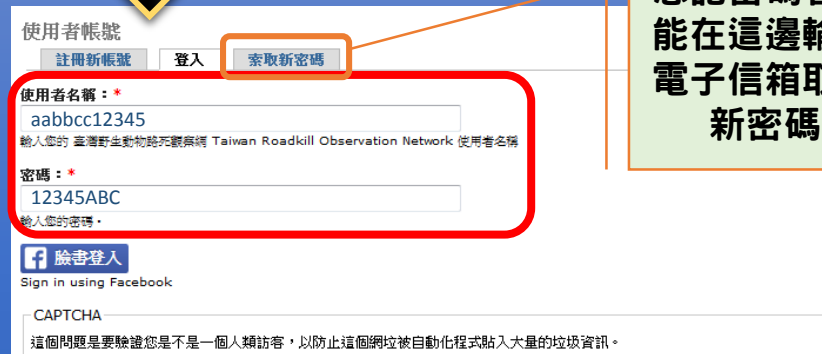 使用者帳號
註冊新帳號 登入 索取新密碼
使用者名稱：*
aabbcc12345
輸入您的 臺灣野生動物路死觀察網 Taiwan Roadkill Observation Network 使用者名稱
密碼：*
12345ABC
輸入您的密碼。
f 臉書登入
Sign in using Facebook
CAPTCHA
這個問題是要驗證您是不是一個人類訪客，以防止這個網站被自動化程式貼入大量的垃圾資訊。
能在這邊輸
電子信箱取
新密碼